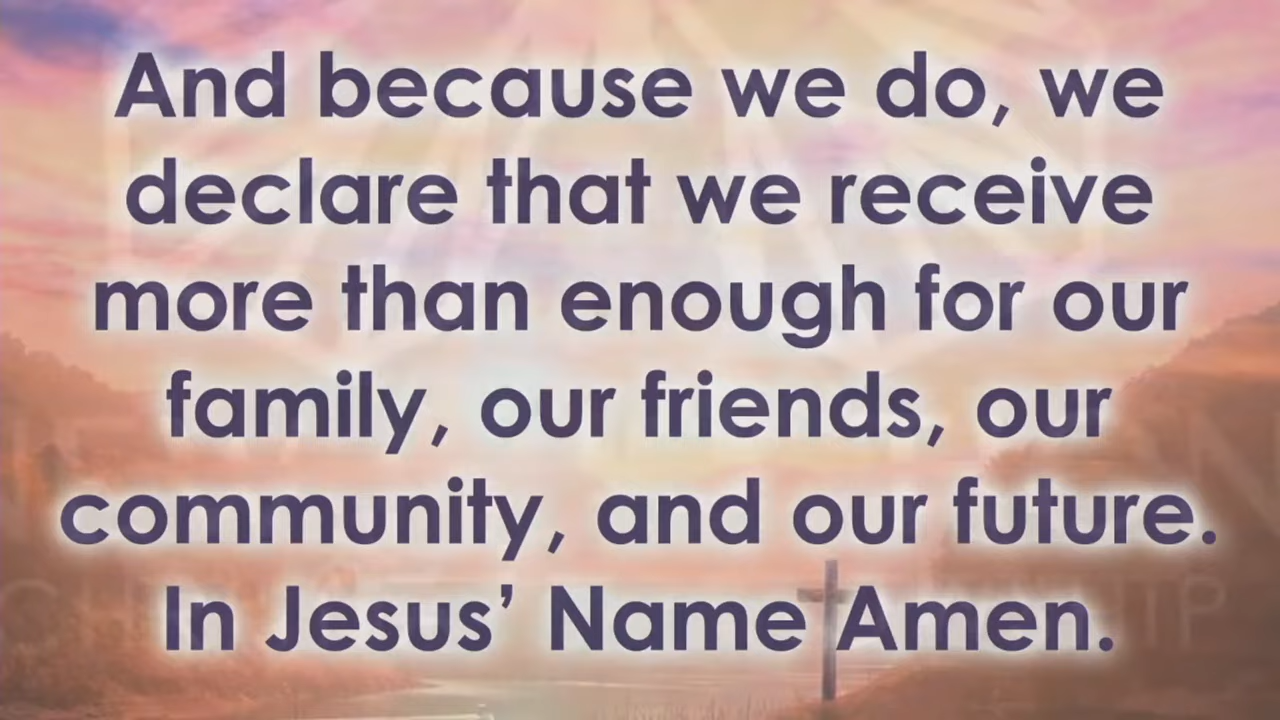 And because we do, we
declare that we receive
more than enough for our
family, our friends, our
community, and our future.
In Jesus’ Name Amen.